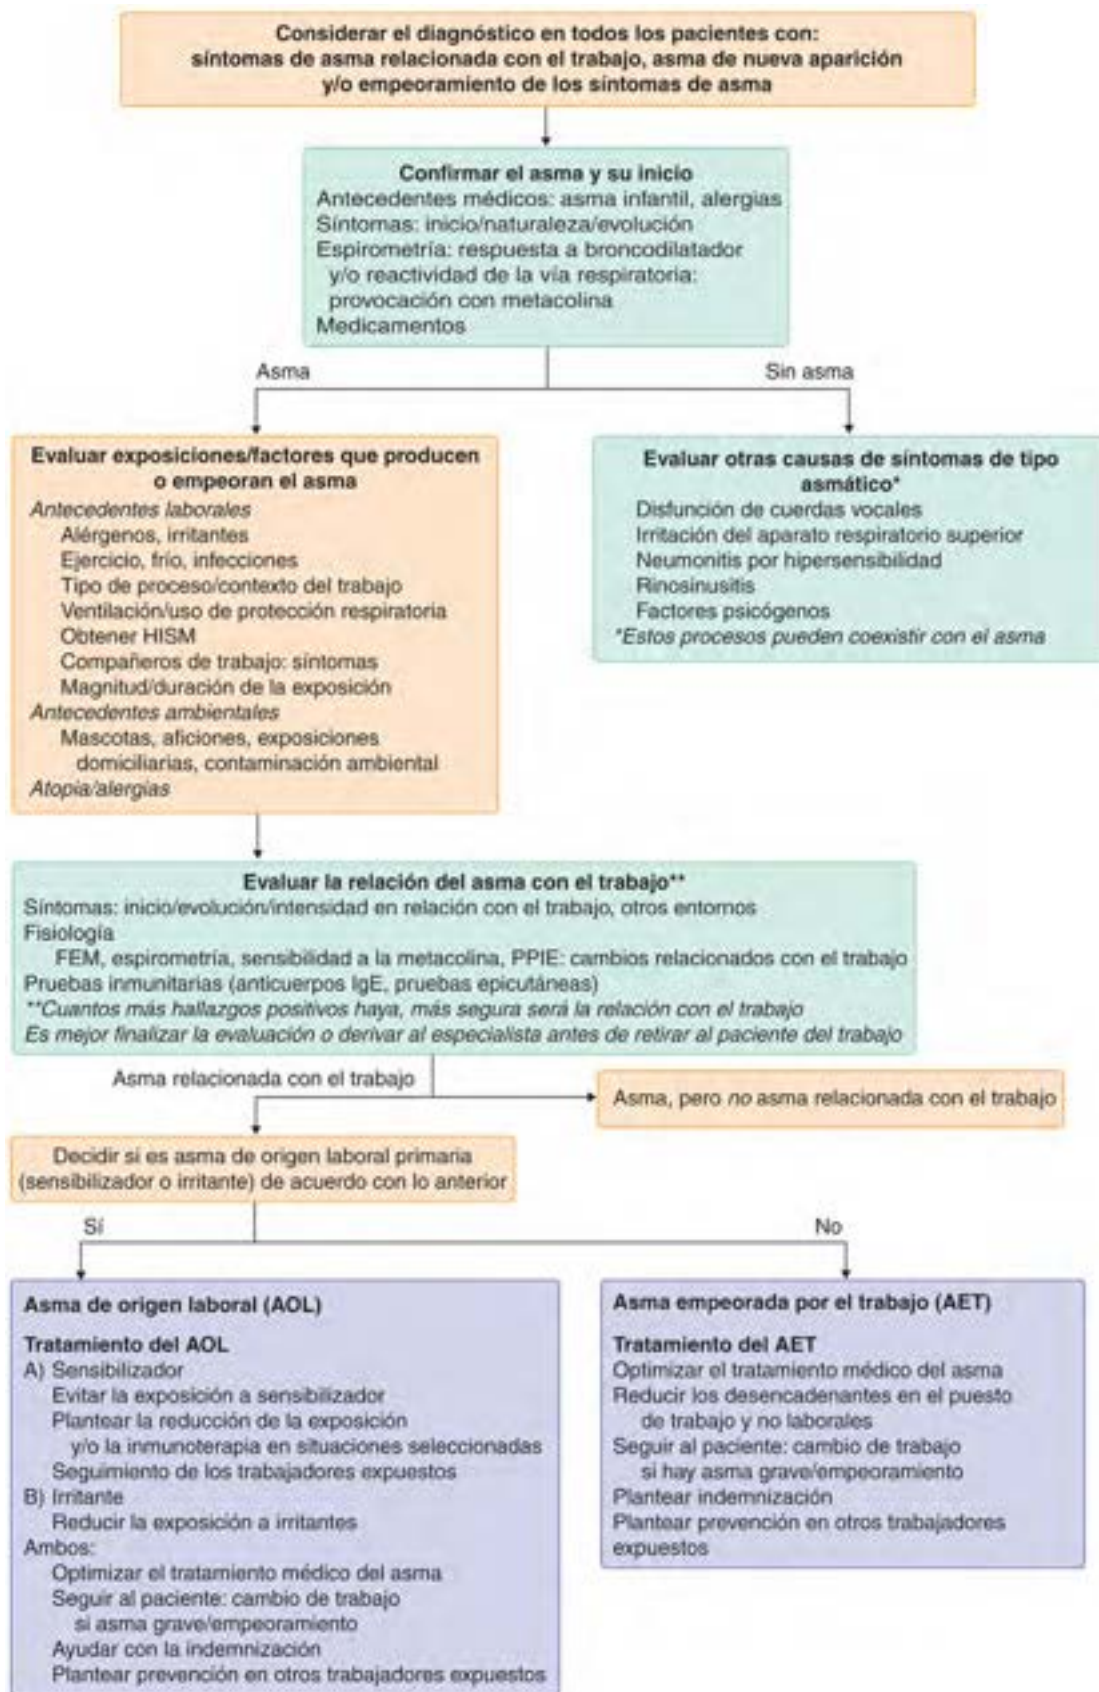 Considerar el diagnóstico en todos los pacientes con:
síntomas de asma relacionada con el trabajo, asma de nueva aparición
y/o empeoramiento de los síntomas de asma
Confirmar el asma y su inicio
Antecedentes médicos: asma infantil, alergias
Síntomas: inicio/naturaleza/evolución
Espirometría: respuesta a broncodilatador
y/o reactividad de la vía respiratoria:
provocación con metacolina
Medicamentos
Asma
Sin asma
Evaluar exposiciones/factores que producen
o empeoran el asma
Antecedentes laborales
Alérgenos, irritantes
Ejercicio, frío, infecciones
Tipo de proceso/contexto del trabajo
Ventilación/uso de protección respiratoria
Obtener HISM
Compañeros de trabajo: síntomas
Magnitud/duración de la exposición
Antecedentes ambientales
Mascotas, aficiones, exposiciones
domiciliarias, contaminación ambiental
Atopia/alergias
Evaluar otras causas de síntomas de tipo
asmático*
Disfunción de cuerdas vocales
Irritación del aparato respiratorio superior
Neumonitis por hipersensibilidad
Rinosinusitis
Factores psicógenos
*Estos procesos pueden coexistir con el asma
Evaluar la relación del asma con el trabajo**
Síntomas: inicio/evolución/intensidad en relación con el trabajo, otros entornos
Fisiología
FEM, espirometría, sensibilidad a la metacolina, PPIE: cambios relacionados con el trabajo
Pruebas inmunitarias (anticuerpos IgE, pruebas epicutáneas)
**Cuantos más hallazgos positivos haya, más segura será la relación con el trabajo
Es mejor finalizar la evaluación o derivar al especialista antes de retirar al paciente del trabajo
Asma relacionada con el trabajo
Asma, pero no asma relacionada con el trabajo
Decidir si es asma de origen laboral primaria
(sensibilizador o irritante) de acuerdo con lo anterior
Sí
No
Asma de origen laboral (AOL)
Tratamiento del AOL
A) Sensibilizador
Evitar la exposición a sensibilizador
Plantear la reducción de la exposición
y/o la inmunoterapia en situaciones seleccionadas
Seguimiento de los trabajadores expuestos
B) Irritante
Reducir la exposición a irritantes
Ambos:
Optimizar el tratamiento médico del asma
Seguir al paciente: cambio de trabajo
si asma grave/empeoramiento
Ayudar con la indemnización
Plantear prevención en otros trabajadores expuestos
Asma empeorada por el trabajo (AET)
Tratamiento del AET
Optimizar el tratamiento médico del asma
Reducir los desencadenantes en el puesto
de trabajo y no laborales
Seguir al paciente: cambio de trabajo
si hay asma grave/empeoramiento
Plantear indemnización
Plantear prevención en otros trabajadores
expuestos